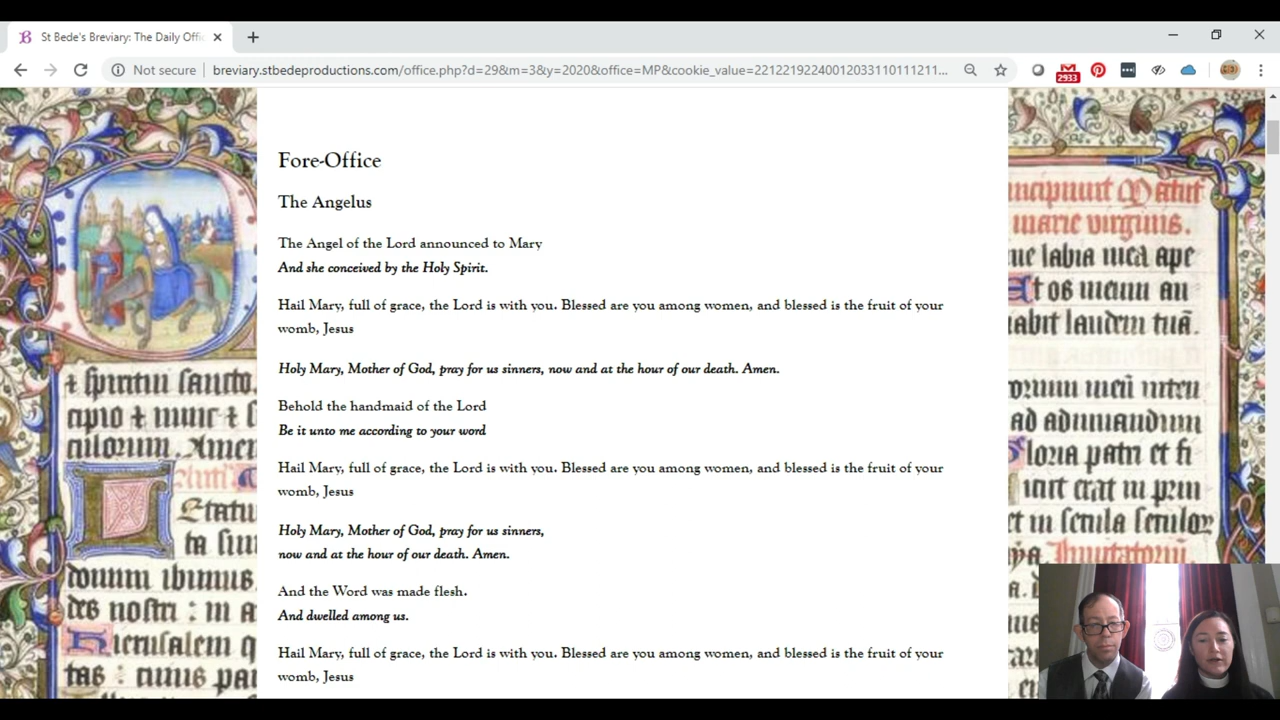 St Bede's Breviary: The Daily Offi
Not secure
breviary.stbedeproductions.com/office.php?d=29&m=3&y=2020&office=MP&cookie_value=22122192240012033110111211...
2933
Fore-Office
The Angelus
The Angel of the Lord announced to Mary
And she conceived by the Holy Spirit.
Hail Mary, full of grace, the Lord is with you. Blessed are you among women, and blessed is the fruit of your
womb, Jesus
Holy Mary, Mother of God, pray for us sinners, now and at the hour of our death. Amen.
Behold the handmaid of the Lord
Be it unto me according to your word
Hail Mary, full of grace, the Lord is with you. Blessed are you among women, and blessed is the fruit of your
womb, Jesus
Holy Mary, Mother of God, pray for us sinners,
now and at the hour of our death. Amen.
And the Word was made flesh.
And dwelled among us.
Hail Mary, full of grace, the Lord is with you. Blessed are you among women, and blessed is the fruit of your
womb, Jesus